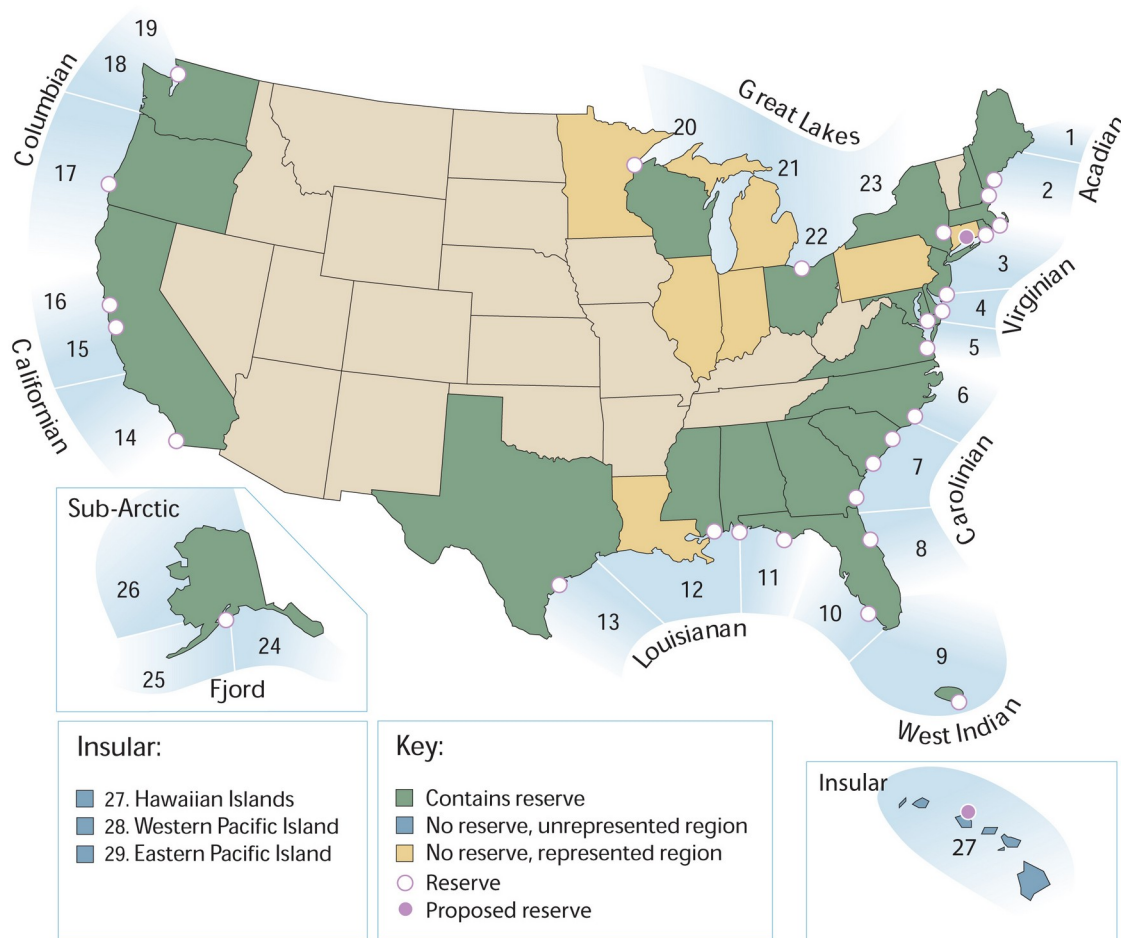 19
18
Columbian
17
16
15
Californian
14
Great Lakes
20
21
22
23
1
Acadian
2
3
Virginian
4
5
6
7
Carolinian
8
9
West Indian
10
11
12
Louisianan
13
Sub-Arctic
26
25
24
Fjord
Insular:
27. Hawaiian Islands
28. Western Pacific Island
29. Eastern Pacific Island
Key:
Contains reserve
No reserve, unrepresented region
No reserve, represented region
Reserve
Proposed reserve
Insular
27